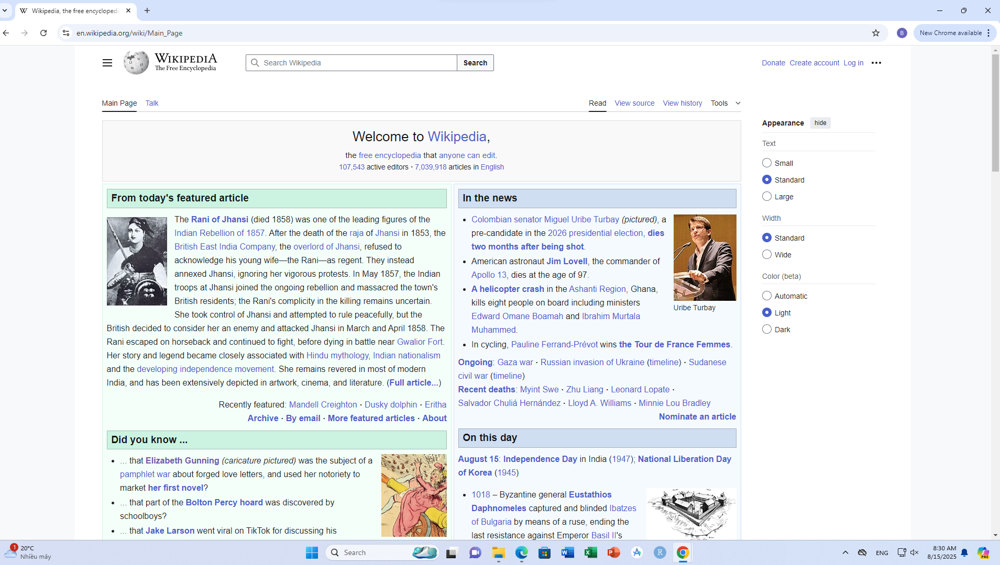 Wikipedia, the free encyclopedi
en.wikipedia.org/wiki/Main_Page
B
New Chrome available
WIKIPEDIA
The Free Encyclopedia
Search Wikipedia
Search
Donate Create account Log in
Main Page Talk
Read View source View history Tools
Welcome to Wikipedia,
the free encyclopedia that anyone can edit.
107,543 active editors · 7,039,918 articles in English
From today's featured article
The Rani of Jhansi (died 1858) was one of the leading figures of the
Indian Rebellion of 1857. After the death of the raja of Jhansi in 1853, the
British East India Company, the overlord of Jhansi, refused to
acknowledge his young wife—the Rani—as regent. They instead
annexed Jhansi, ignoring her vigorous protests. In May 1857, the Indian
troops at Jhansi joined the ongoing rebellion and massacred the town's
British residents; the Rani's complicity in the killing remains uncertain.
She took control of Jhansi and attempted to rule peacefully, but the
British decided to consider her an enemy and attacked Jhansi in March and April 1858. The
Rani escaped on horseback and continued to fight, before dying in battle near Gwalior Fort.
Her story and legend became closely associated with Hindu mythology, Indian nationalism
and the developing independence movement. She remains revered in most of modern
India, and has been extensively depicted in artwork, cinema, and literature. (Full article...)
Recently featured: Mandell Creighton · Dusky dolphin · Eritha
Archive · By email · More featured articles · About
Did you know ...
... that Elizabeth Gunning (caricature pictured) was the subject of a
pamphlet war about forged love letters, and used her notoriety to
market her first novel?
... that part of the Bolton Percy hoard was discovered by
schoolboys?
... that Jake Larson went viral on TikTok for discussing his
In the news
Colombian senator Miguel Uribe Turbay (pictured), a
pre-candidate in the 2026 presidential election, dies
two months after being shot.
American astronaut Jim Lovell, the commander of
Apollo 13, dies at the age of 97.
A helicopter crash in the Ashanti Region, Ghana,
kills eight people on board including ministers
Edward Omane Boamah and Ibrahim Murtala
Muhammed.
Uribe Turbay
In cycling, Pauline Ferrand-Prévot wins the Tour de France Femmes.
Ongoing: Gaza war · Russian invasion of Ukraine (timeline) · Sudanese
civil war (timeline)
Recent deaths: Myint Swe · Zhu Liang · Leonard Lopate ·
Salvador Chuliá Hernández · Lloyd A. Williams · Minnie Lou Bradley
Nominate an article
On this day
August 15: Independence Day in India (1947); National Liberation Day
of Korea (1945)
1018 – Byzantine general Eustathios
Daphnomeles captured and blinded Ibatzes
of Bulgaria by means of a ruse, ending the
last resistance against Emperor Basil II's
Appearance hide
Text
Small
Standard
Large
Width
Standard
Wide
Color (beta)
Automatic
Light
Dark
1
20°C
Nhiều mây
Search
ENG
8:30 AM
8/15/2025
PRE